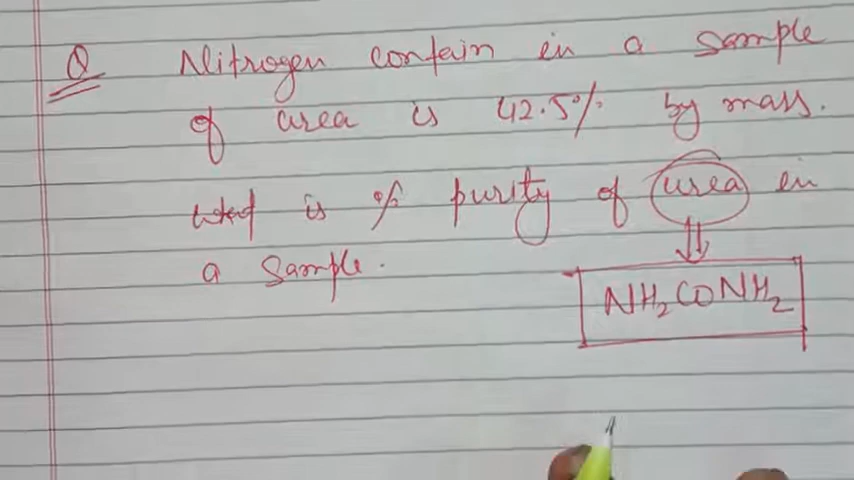 Q Nitrogen contain in a sample
of urea is 42.5% by mass.
what is % purity of urea in
a sample.
NH₂CONH₂